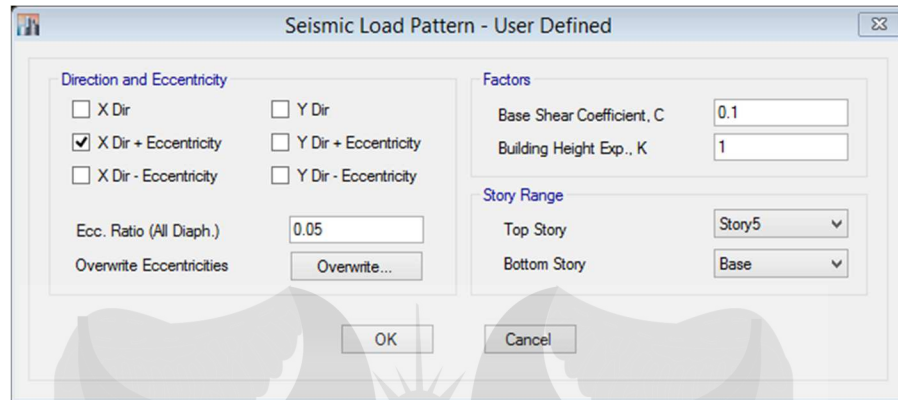 Seismic Load Pattern - User Defined
Direction and Eccentricity
X Dir
Y Dir
X Dir + Eccentricity
Y Dir + Eccentricity
X Dir - Eccentricity
Y Dir - Eccentricity
Ecc. Ratio (All Diaph.)
0.05
Overwrite Eccentricities
Overwrite...
Factors
Base Shear Coefficient, C
0.1
Building Height Exp., K
1
Story Range
Top Story
Story5
Bottom Story
Base
OK
Cancel